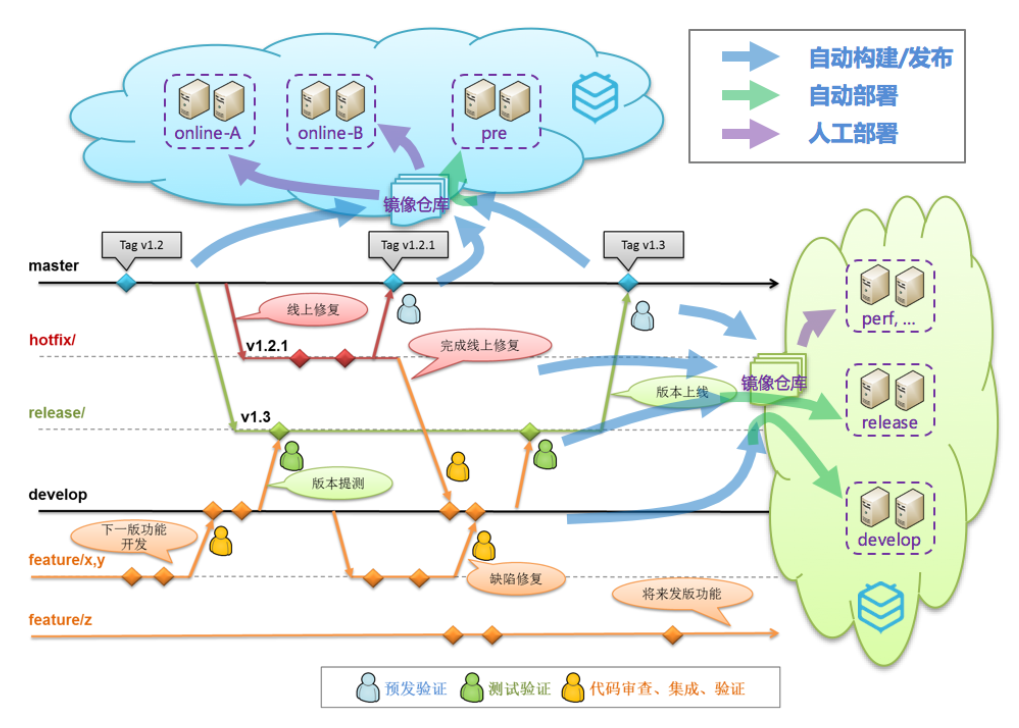 自动构建/发布
自动部署
人工部署
online-A
online-B
pre
镜像仓库
Tag v1.2
Tag v1.2.1
Tag v1.3
master
线上修复
hotfix/
v1.2.1
完成线上修复
perf, ...
镜像仓库
版本上线
release/
v1.3
release
版本提测
develop
下一版功能
开发
develop
feature/x,y
缺陷修复
将来发版功能
feature/z
预发验证
测试验证
代码审查、集成、验证